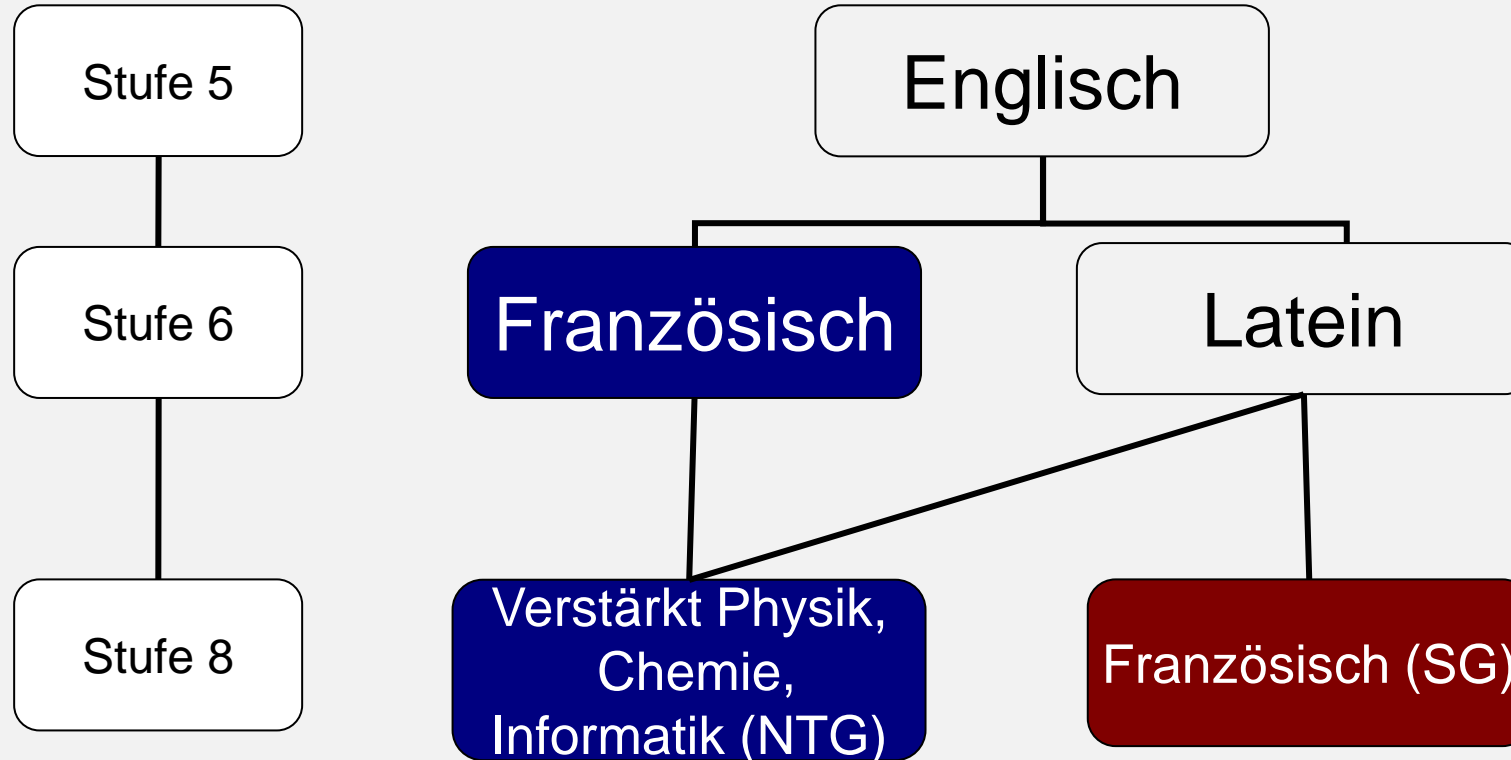 Stufe 5
Englisch
Stufe 6
Französisch
Latein
Stufe 8
Verstärkt Physik,
Chemie,
Informatik (NTG)
Französisch (SG)